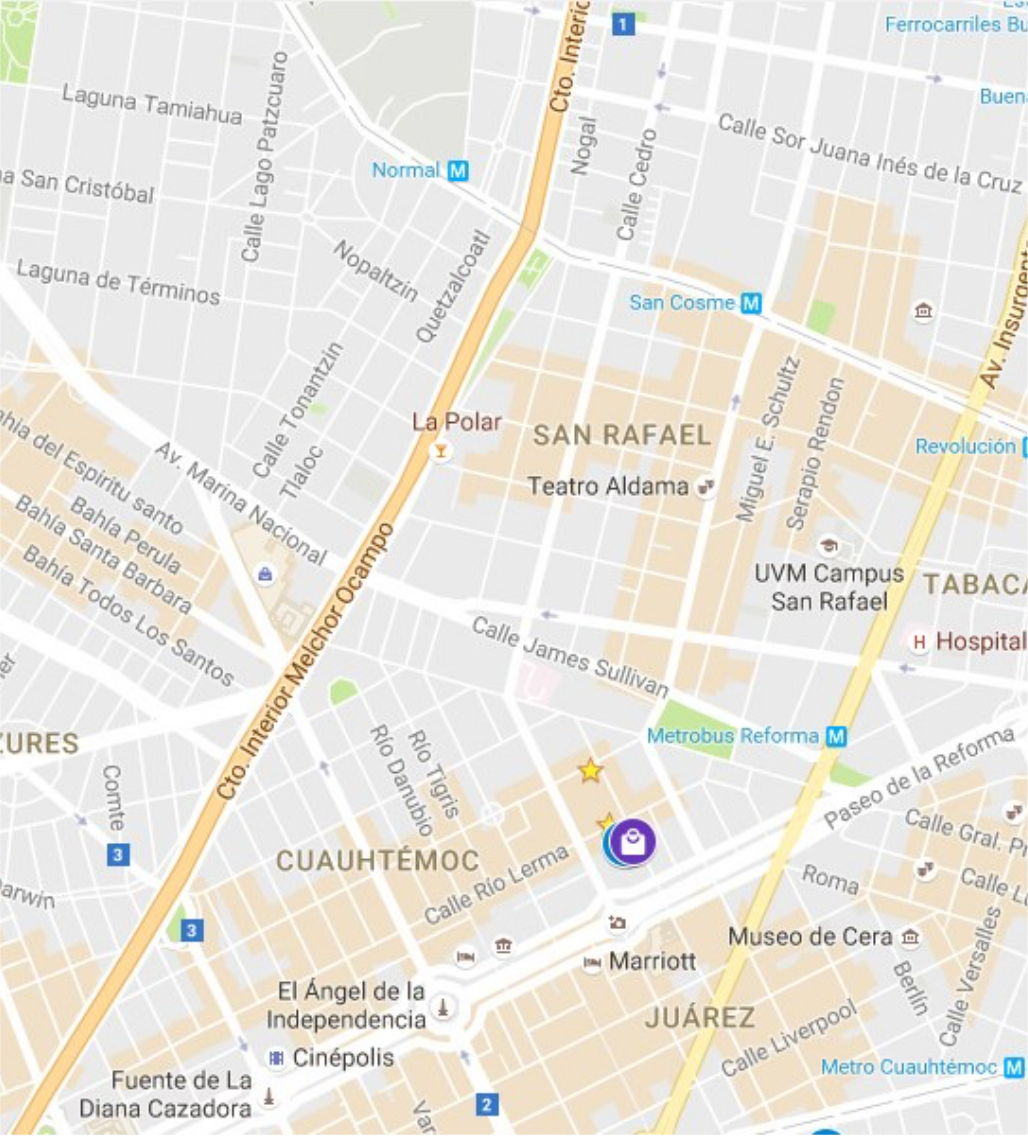 Ferrocarriles Bu
1
Cto. Interio
Laguna Tamiahua
Calle Lago Patzcuaro
Buena
Nogal
Calle Cedro
Calle Sor Juana Inés de la Cruz
Normal M
na San Cristóbal
Nopaltzin
Quetzalcoatl
Laguna de Términos
San Cosme M
Av. Insurgente
Calle Tonantzin
Miguel E. Schultz
Serapio Rendon
La Polar
SAN RAFAEL
Revolución
ahía del Espiritu santo
Tlaloc
Av. Marina Nacional
Teatro Aldama
Bahía Perula
Bahía Santa Barbara
Bahía Todos Los Santos
Cto. Interior Melchor Ocampo
UVM Campus
San Rafael
TABACA
Calle James Sullivan
H Hospital
ZURES
Metrobus Reforma M
Río Tigris
Río Danubio
Paseo de la Reforma
Comte
3
Calle Gral. Pr
CUAUHTÉMOC
Calle Río Lerma
Roma
Calle Lo
arwin
3
Museo de Cera
Marriott
Berlín
Calle Versalles
El Ángel de la
Independencia
JUÁREZ
Calle Liverpool
Cinépolis
Metro Cuauhtémoc M
Fuente de La
Diana Cazadora
2
Var